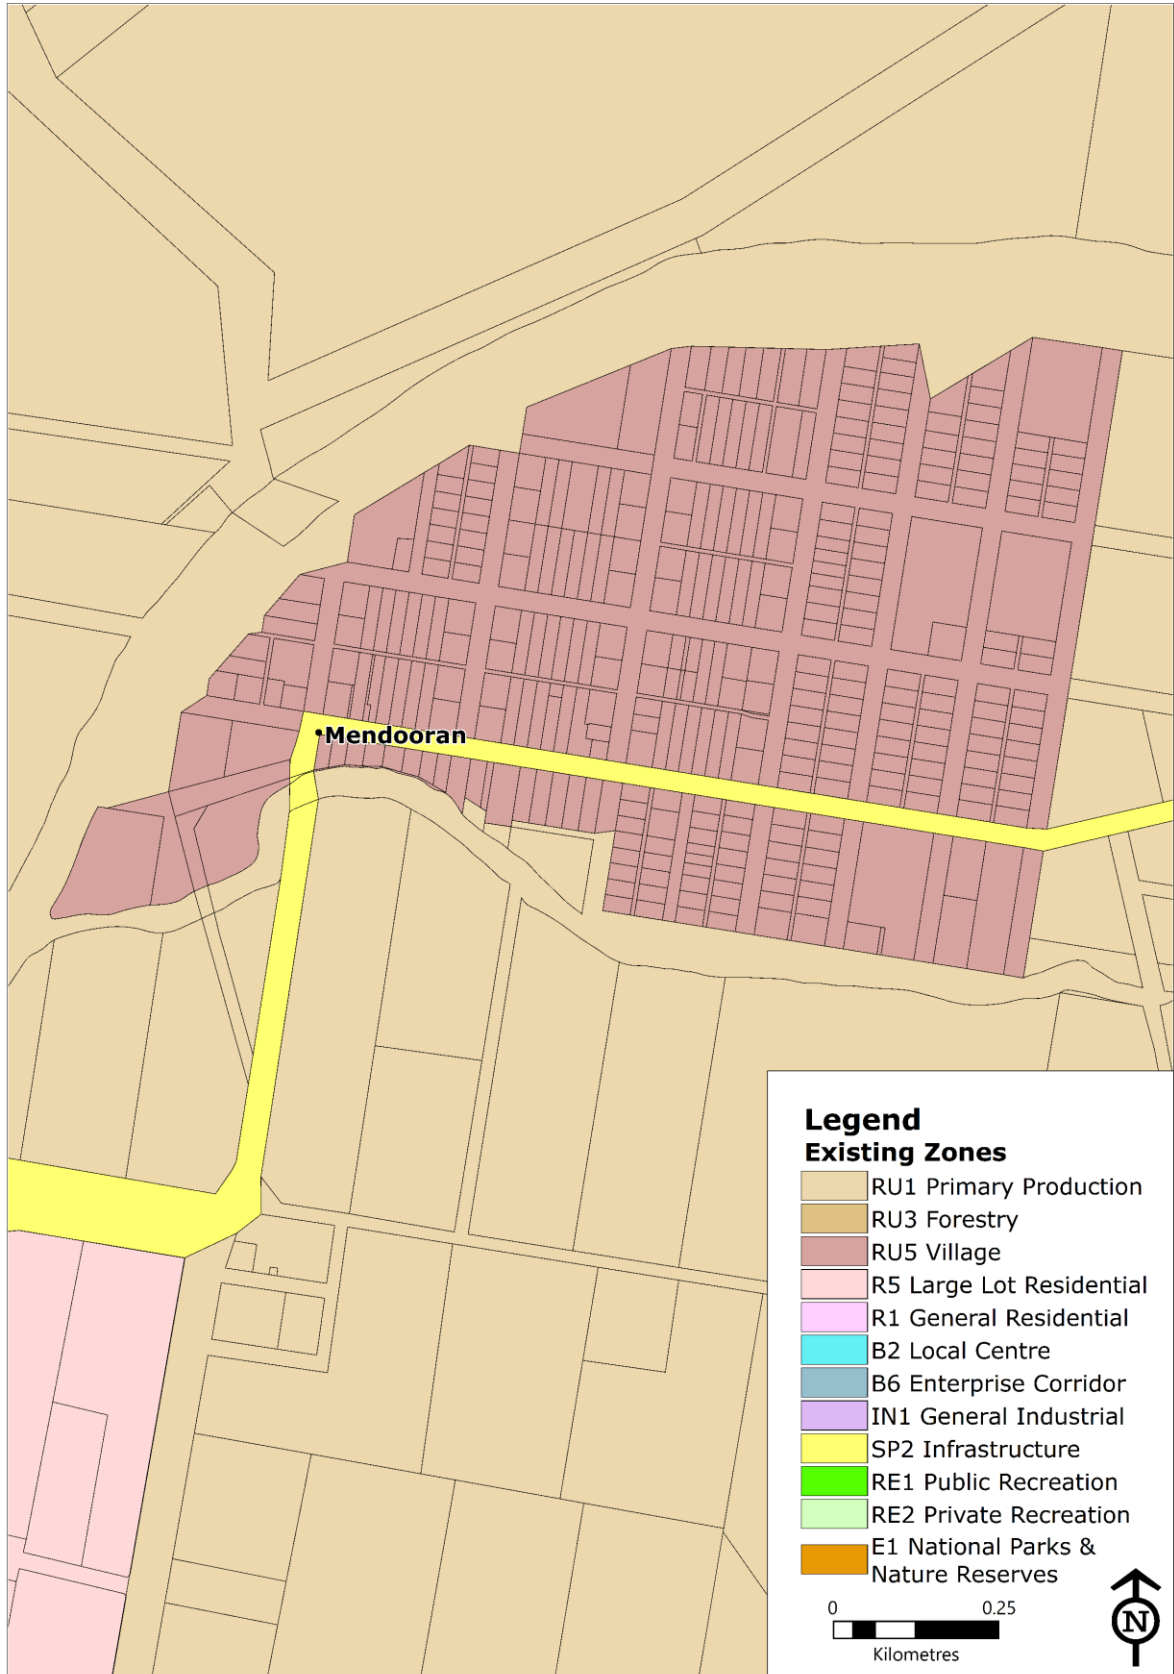 Mendooran
Legend
Existing Zones
RU1 Primary Production
RU3 Forestry
RU5 Village
R5 Large Lot Residential
R1 General Residential
B2 Local Centre
B6 Enterprise Corridor
IN1 General Industrial
SP2 Infrastructure
RE1 Public Recreation
RE2 Private Recreation
E1 National Parks &
Nature Reserves
0 0.25
Kilometres
N